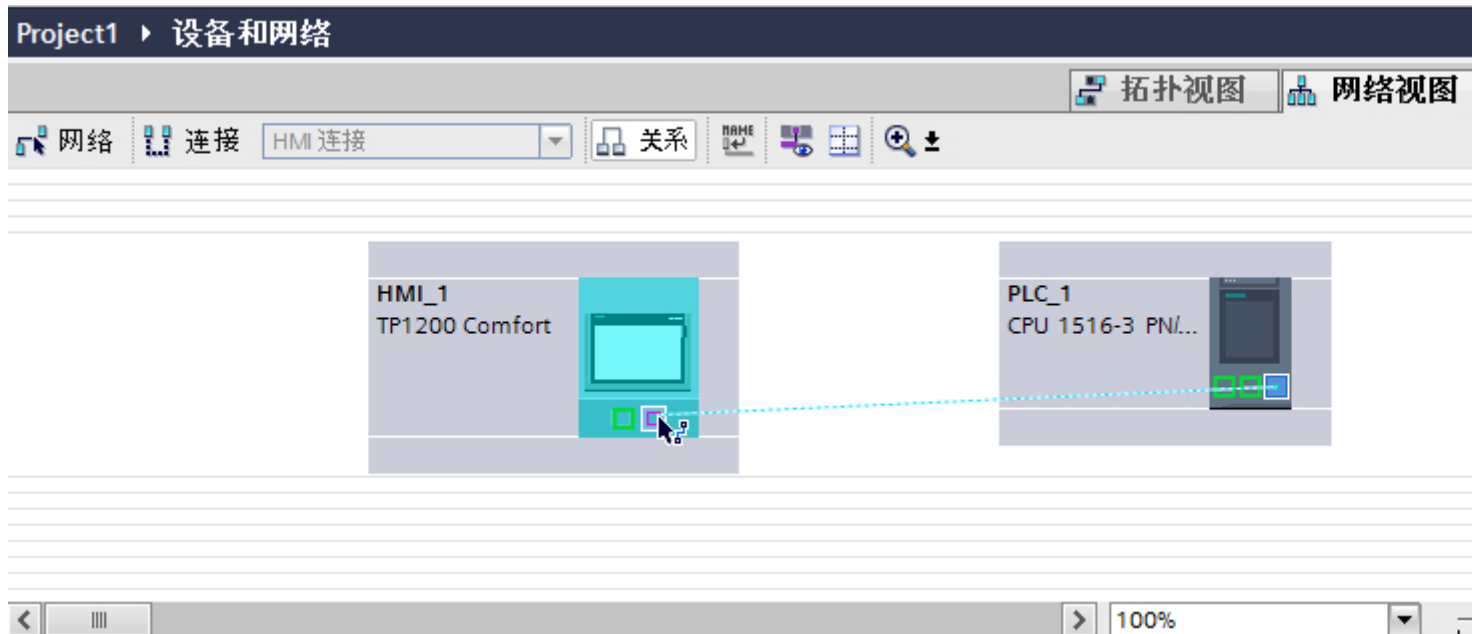 Project1 ▸ 设备和网络
拓扑视图 网络视图
网络 连接 HMI 连接 关系 NAME
HMI_1
TP1200 Comfort
PLC_1
CPU 1516-3 PN/...
100%